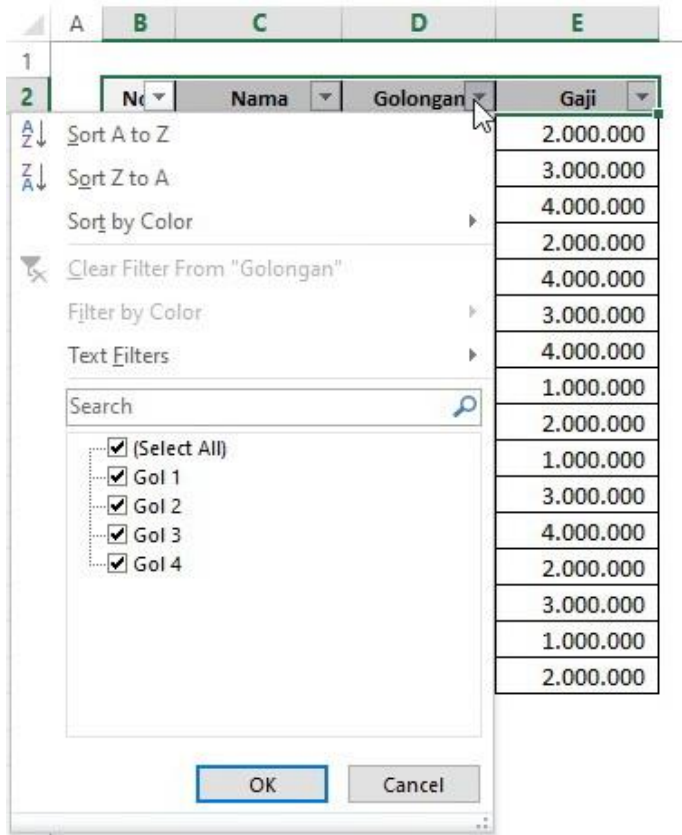 A B C D E
1
2 No Nama Golongan Gaji
Sort A to Z 2.000.000
Sort Z to A 3.000.000
Sort by Color 4.000.000
2.000.000
Clear Filter From "Golongan" 4.000.000
Filter by Color 3.000.000
Text Filters 4.000.000
1.000.000
Search 2.000.000
(Select All) 1.000.000
Gol 1 3.000.000
Gol 2
Gol 3 4.000.000
Gol 4 2.000.000
3.000.000
1.000.000
2.000.000
OK Cancel